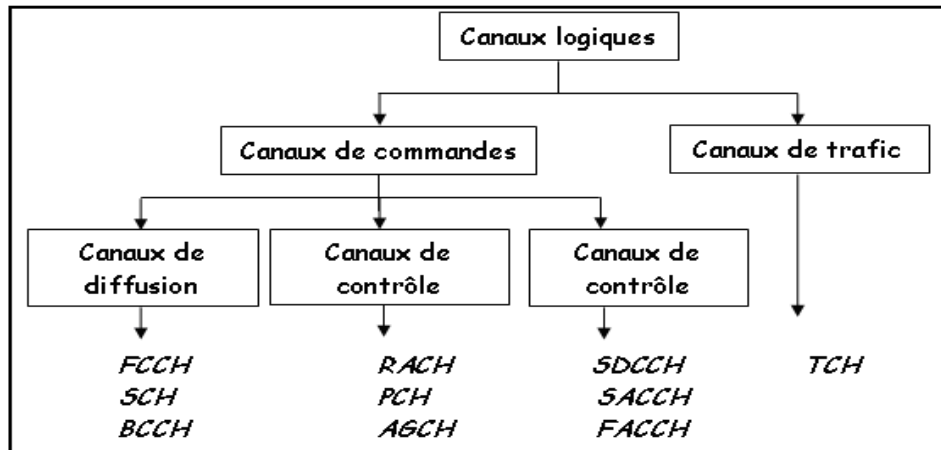 Canaux logiques
Canaux de commandes
Canaux de trafic
Canaux de
diffusion
Canaux de
contrôle
Canaux de
contrôle
FCCH
SCH
BCCH
RACH
PCH
AGCH
SDCCH
SACCH
FACCH
TCH